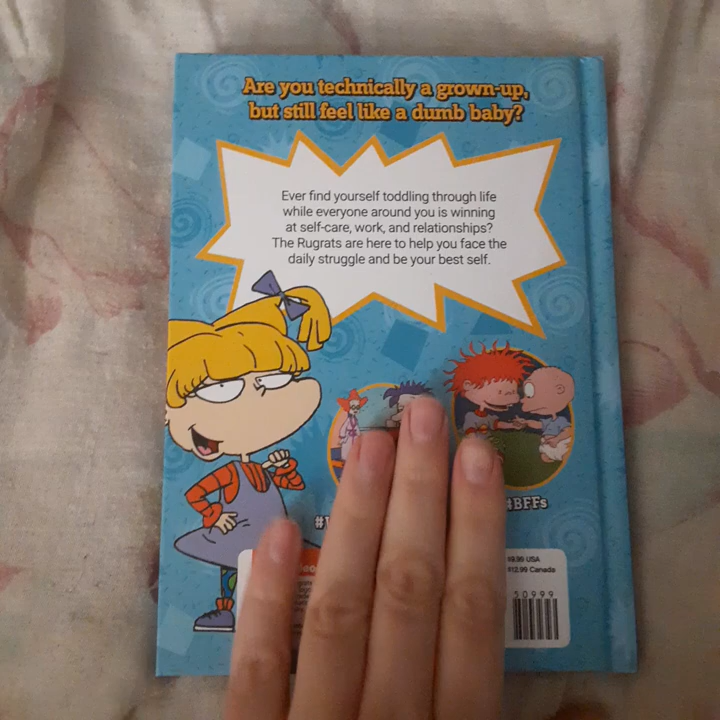 Are you technically a grown-up,
but still feel like a dumb baby?
Ever find yourself toddling through life
while everyone around you is winning
at self-care, work, and relationships?
The Rugrats are here to help you face the
daily struggle and be your best self.
#BFFs
$9.99 USA
$12.99 Canada
50999